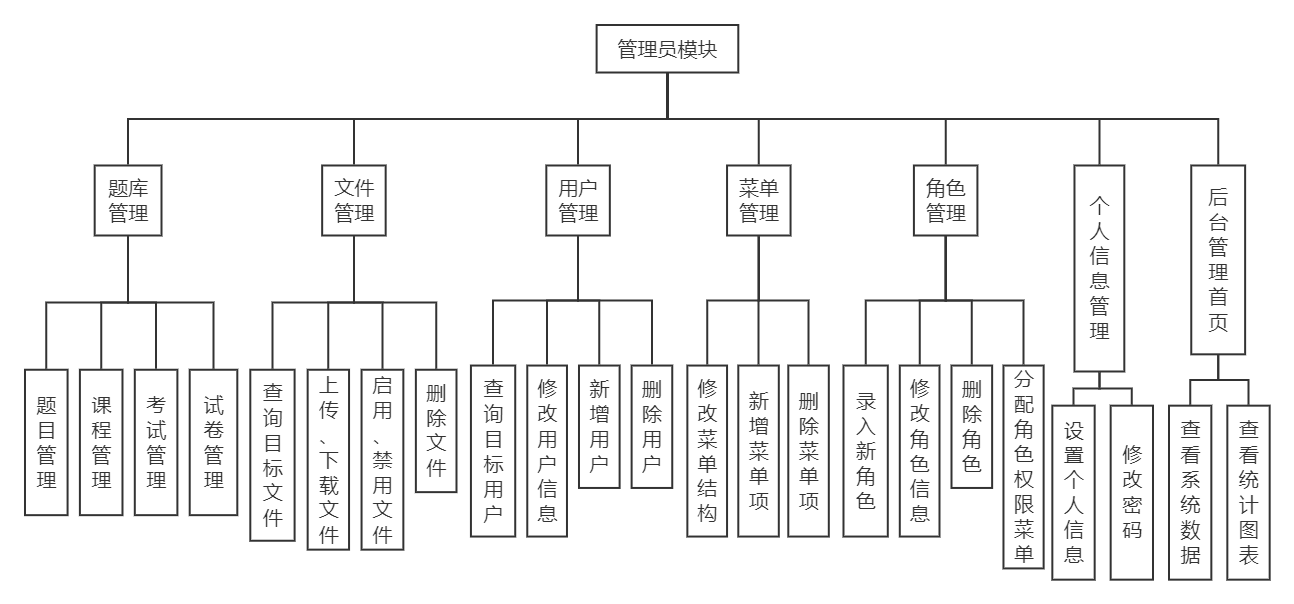 管理员模块
题库
管理
文件
管理
用户
管理
菜单
管理
角色
管理
个人信息管理
后台管理首页
题目管理
课程管理
考试管理
试卷管理
查询目标文件
上传、下载文件
启用、禁用文件
删除文件
查询目标用户
修改用户信息
新增用户
删除用户
修改菜单结构
新增菜单项
删除菜单项
录入新角色
修改角色信息
删除角色
分配角色权限菜单
设置个人信息
修改密码
查看系统数据
查看统计图表